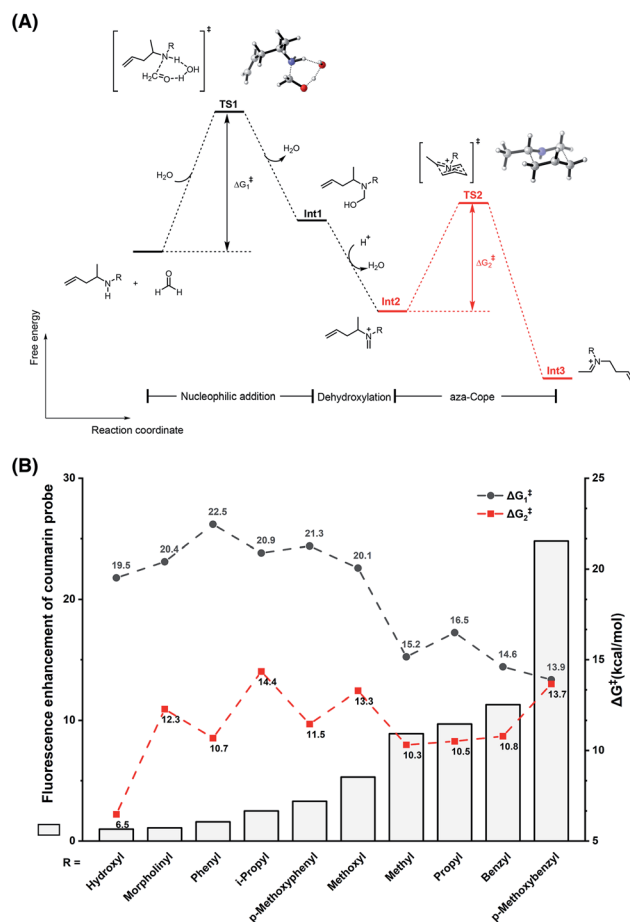 (A)
‡
R
N
H
OH
H₂C
O
H
TS1
H₂O
ΔG₁‡
H₂O
N
R
HO
Int1
H⁺
H₂O
R
N
‡
TS2
ΔG₂‡
N
R
H
+
O
H
H
Int2
N
R
+
Int3
R
N
+
Free energy
Nucleophilic addition
Dehydroxylation
aza-Cope
Reaction coordinate
(B)
Fluorescence enhancement of coumarin probe
30
20
10
0
ΔG₁‡
ΔG₂‡
25
20
15
10
5
ΔG‡(kcal/mol)
19.5
20.4
22.5
20.9
21.3
20.1
15.2
16.5
14.6
13.9
6.5
12.3
10.7
14.4
11.5
13.3
10.3
10.5
10.8
13.7
R =
Hydroxyl
Morpholinyl
Phenyl
i-Propyl
p-Methoxyphenyl
Methoxyl
Methyl
Propyl
Benzyl
p-Methoxybenzyl